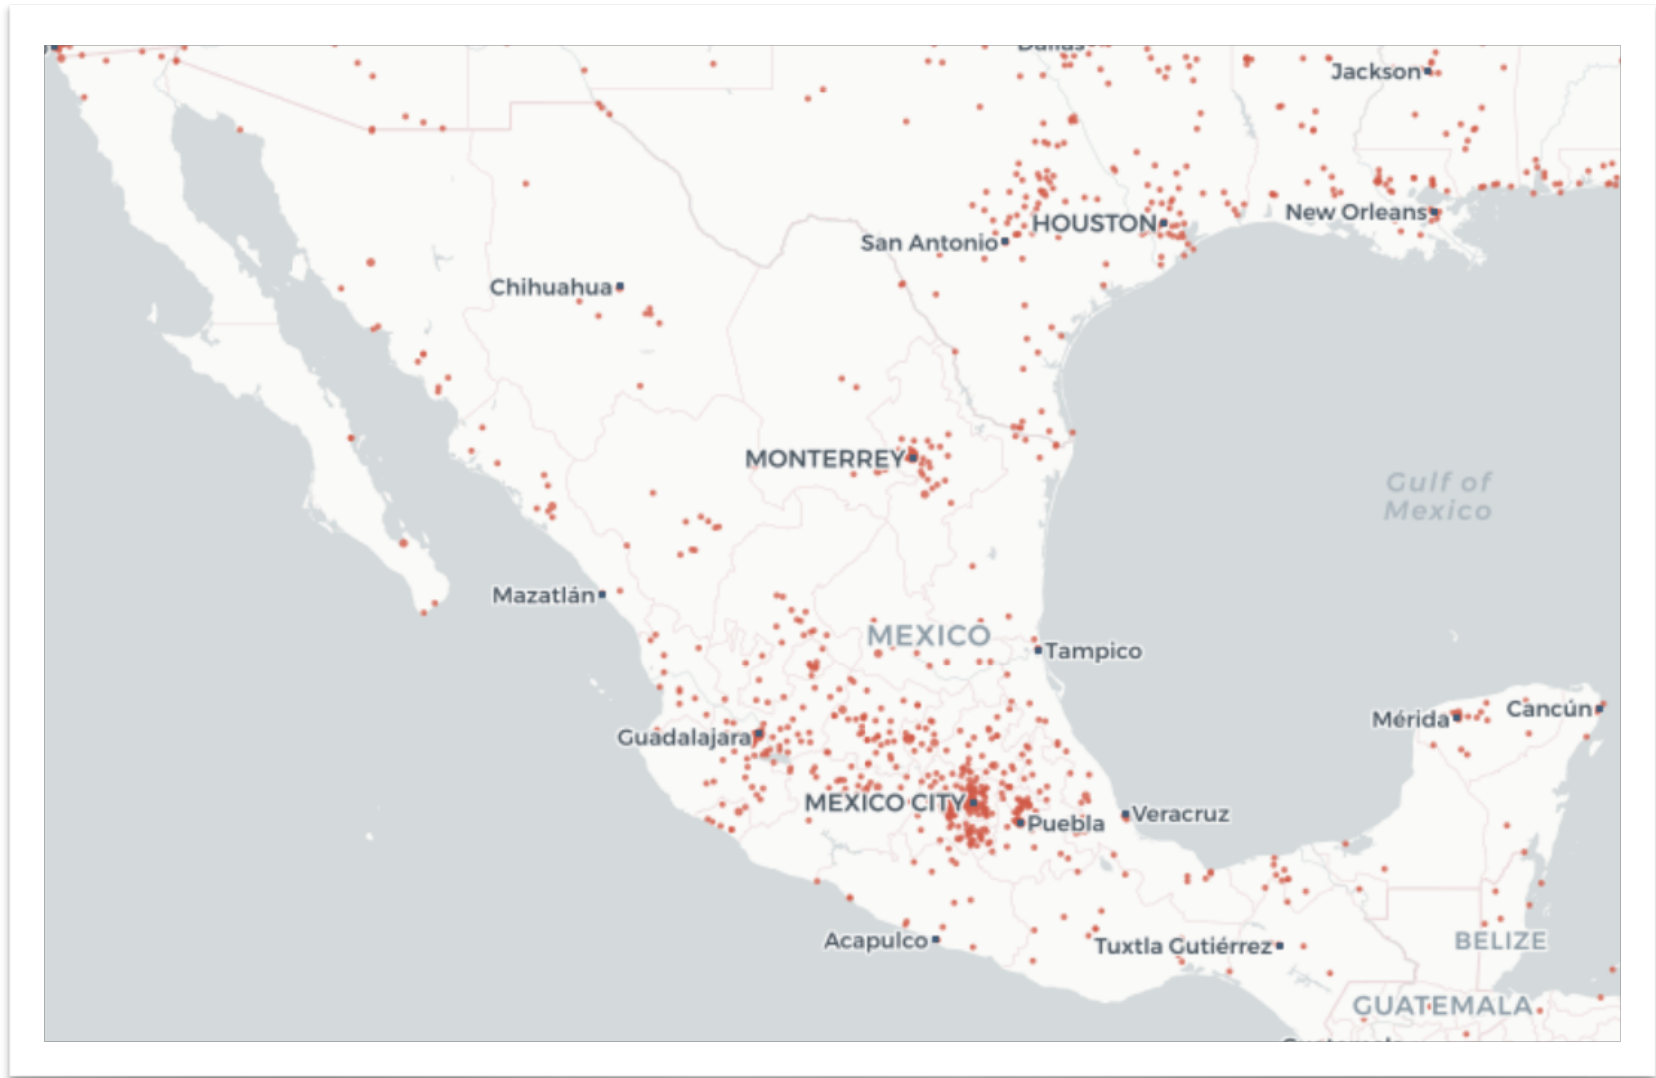 Dallas
Jackson
New Orleans
HOUSTON
San Antonio
Chihuahua
MONTERREY
Gulf of
Mexico
Mazatlán
MEXICO
Tampico
Mérida
Cancún
Guadalajara
MEXICO CITY
Puebla
Veracruz
Acapulco
Tuxtla Gutiérrez
BELIZE
GUATEMALA